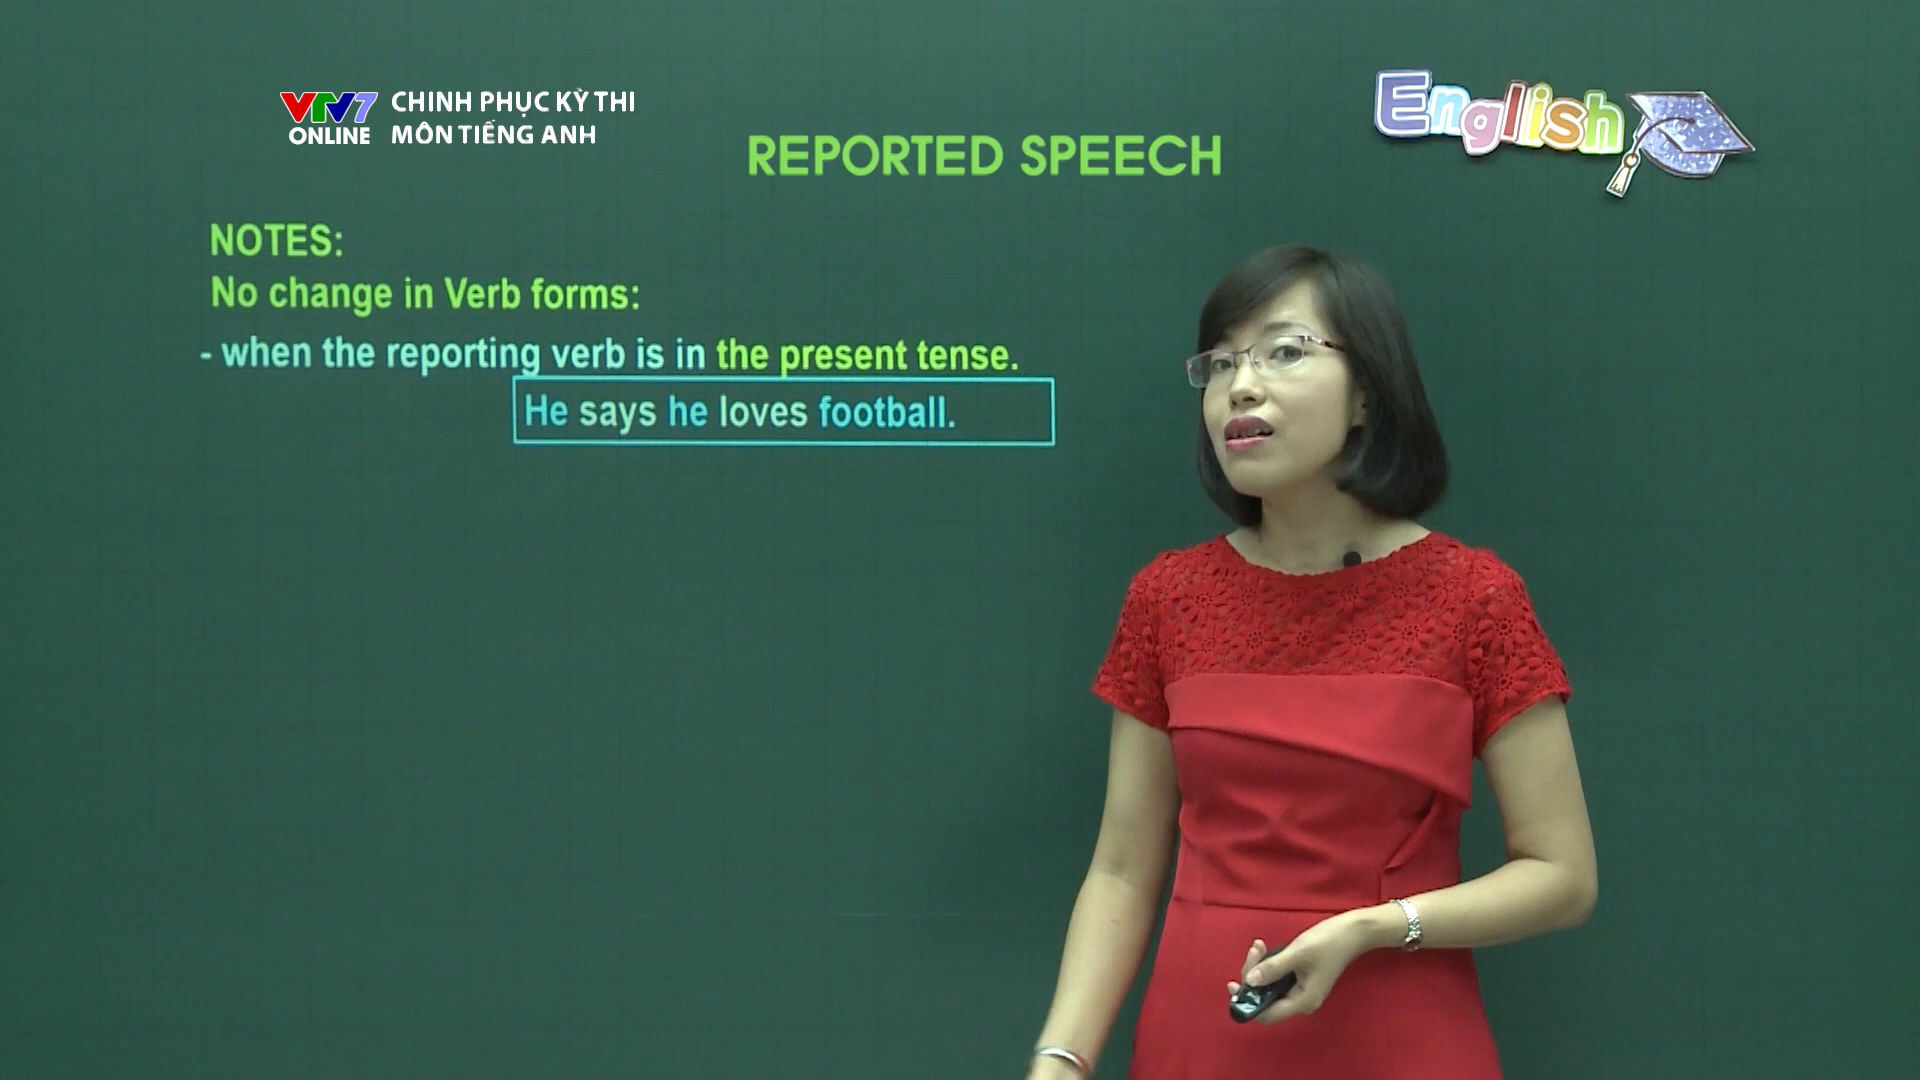 VTV7
ONLINE
CHINH PHỤC KỲ THI
MÔN TIẾNG ANH
English
REPORTED SPEECH
NOTES:
No change in Verb forms:
- when the reporting verb is in the present tense.
He says he loves football.